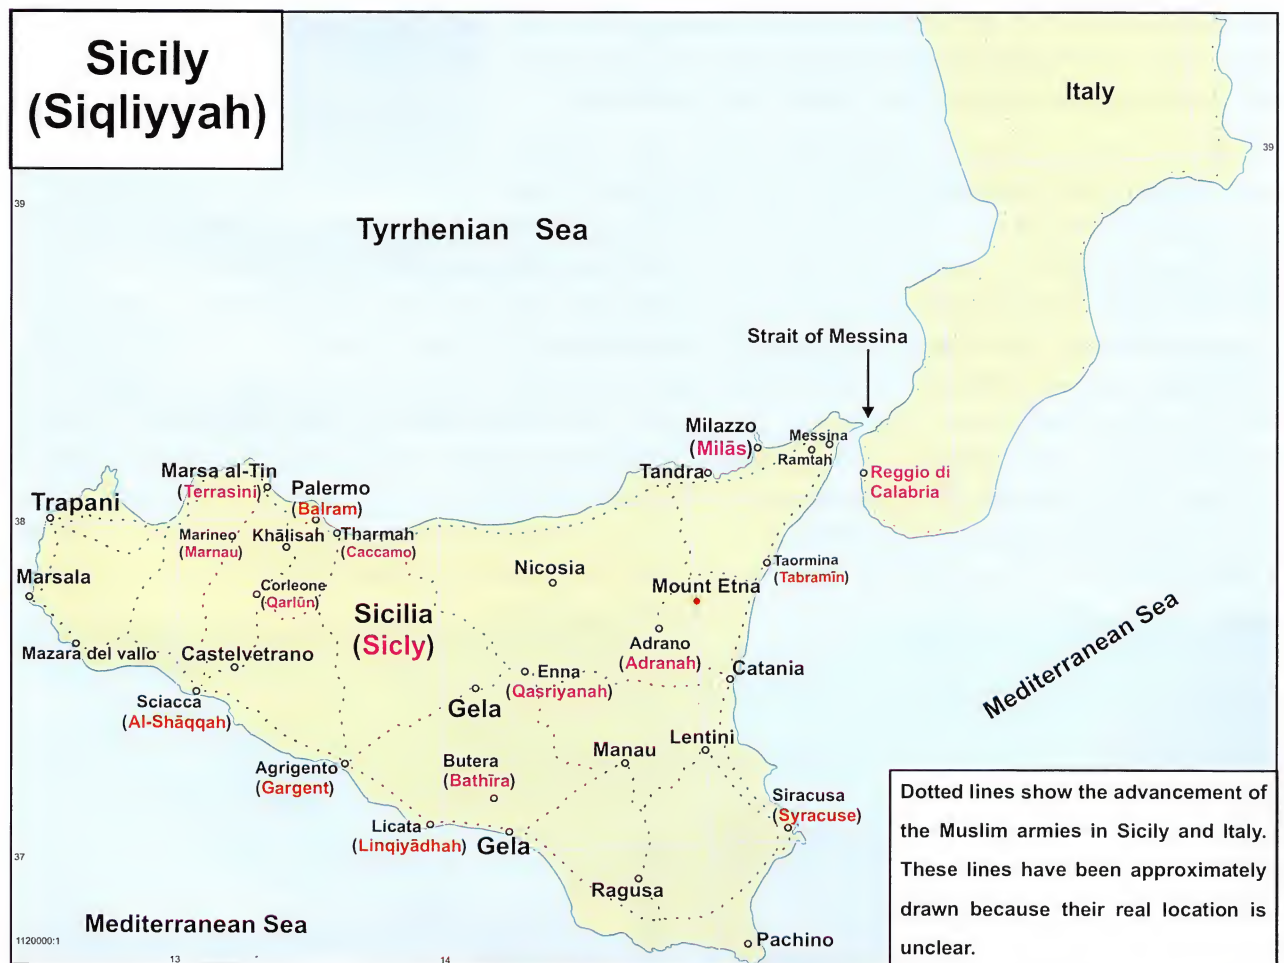 Sicily
(Siqliyyah)
Italy
39
39
Tyrrhenian Sea
Strait of Messina
Milazzo
(Milās)
Messina
Ramtah
Tandra
Reggio di
Calabria
Marsa al-Tin
(Terrasini)
Palermo
(Balram)
Trapani
38
38
Marineo
(Marnau)
Khālisah
Tharmah
(Caccamo)
Taormina
(Tabramīn)
Nicosia
Marsala
Corleone
(Qarlūn)
Mount Etna
Sicilia
(Sicly)
Mediterranean Sea
Adrano
(Adranah)
Mazara del vallo
Castelvetrano
Enna
(Qasriyanah)
Catania
Sciacca
(Al-Shāqqah)
Gela
Lentini
Manau
Agrigento
(Gargent)
Butera
(Bathīra)
Siracusa
(Syracuse)
Licata
(Linqiyādhah)
Gela
37
Ragusa
Mediterranean Sea
Pachino
1120000:1
13
14
Dotted lines show the advancement of
the Muslim armies in Sicily and Italy.
These lines have been approximately
drawn because their real location is
unclear.